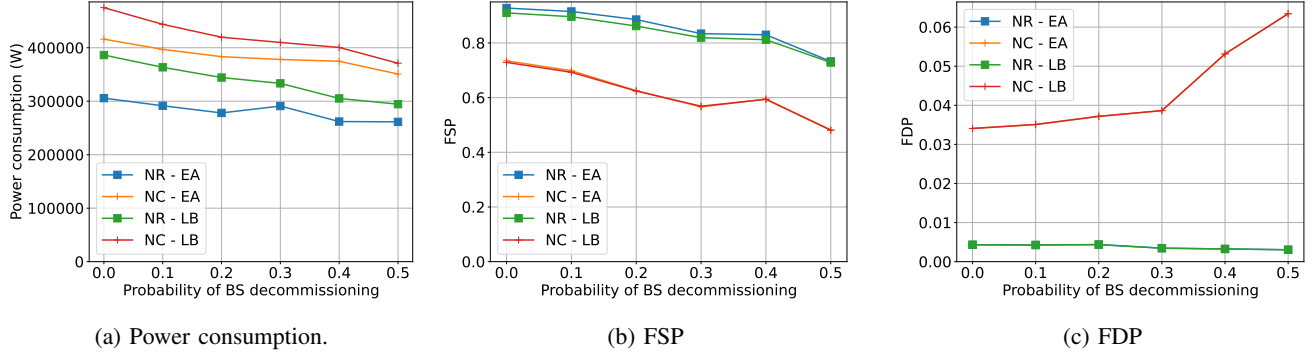 Power consumption (W)
400000
300000
200000
100000
0
NR - EA
NC - EA
NR - LB
NC - LB
0.0 0.1 0.2 0.3 0.4 0.5
Probability of BS decommissioning
(a) Power consumption.
FSP
0.8
0.6
0.4
0.2
0.0
NR - EA
NC - EA
NR - LB
NC - LB
0.0 0.1 0.2 0.3 0.4 0.5
Probability of BS decommissioning
(b) FSP
FDP
0.06
0.05
0.04
0.03
0.02
0.01
0.00
NR - EA
NC - EA
NR - LB
NC - LB
0.0 0.1 0.2 0.3 0.4 0.5
Probability of BS decommissioning
(c) FDP